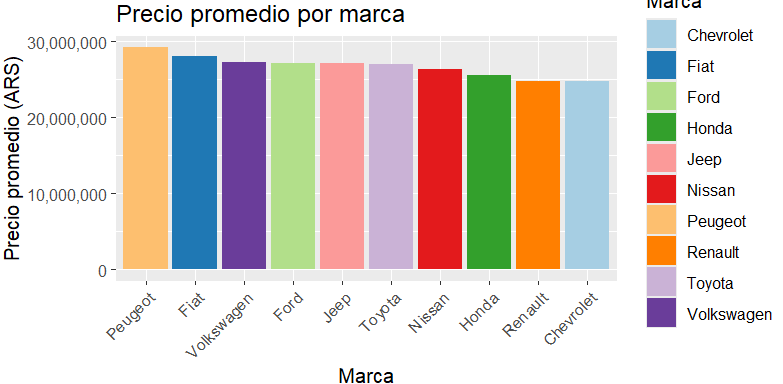 Precio promedio por marca
Precio promedio (ARS)
30,000,000
20,000,000
10,000,000
0
Peugeot
Fiat
Volkswagen
Ford
Jeep
Toyota
Nissan
Honda
Renault
Chevrolet
Marca
Marca
Chevrolet
Fiat
Ford
Honda
Jeep
Nissan
Peugeot
Renault
Toyota
Volkswagen